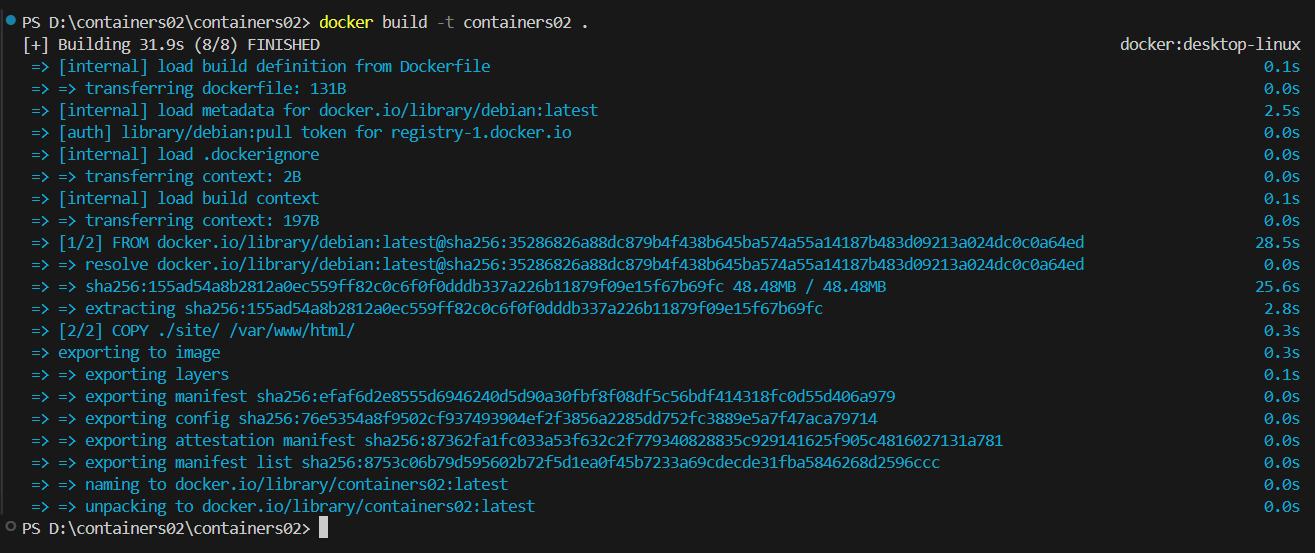 PS D:\containers02\containers02> docker build -t containers02 .
[+] Building 31.9s (8/8) FINISHED docker:desktop-linux
=> [internal] load build definition from Dockerfile 0.1s
=> => transferring dockerfile: 131B 0.0s
=> [internal] load metadata for docker.io/library/debian:latest 2.5s
=> [auth] library/debian:pull token for registry-1.docker.io 0.0s
=> [internal] load .dockerignore 0.0s
=> => transferring context: 2B 0.0s
=> [internal] load build context 0.1s
=> => transferring context: 197B 0.0s
=> [1/2] FROM docker.io/library/debian:latest@sha256:35286826a88dc879b4f438b645ba574a55a14187b483d09213a024dc0c0a64ed 28.5s
=> => resolve docker.io/library/debian:latest@sha256:35286826a88dc879b4f438b645ba574a55a14187b483d09213a024dc0c0a64ed 0.0s
=> => sha256:155ad54a8b2812a0ec559ff82c0c6f0f0dddb337a226b11879f09e15f67b69fc 48.48MB / 48.48MB 25.6s
=> => extracting sha256:155ad54a8b2812a0ec559ff82c0c6f0f0dddb337a226b11879f09e15f67b69fc 2.8s
=> [2/2] COPY ./site/ /var/www/html/ 0.3s
=> exporting to image 0.3s
=> => exporting layers 0.1s
=> => exporting manifest sha256:efaf6d2e8555d6946240d5d90a30fbf8f08df5c56bdf414318fc0d55d406a979 0.0s
=> => exporting config sha256:76e5354a8f9502cf937493904ef2f3856a2285dd752fc3889e5a7f47aca79714 0.0s
=> => exporting attestation manifest sha256:87362fa1fc033a53f632c2f779340828835c929141625f905c4816027131a781 0.0s
=> => exporting manifest list sha256:8753c06b79d595602b72f5d1ea0f45b7233a69cdecde31fba5846268d2596ccc 0.0s
=> => naming to docker.io/library/containers02:latest 0.0s
=> => unpacking to docker.io/library/containers02:latest 0.0s
PS D:\containers02\containers02>